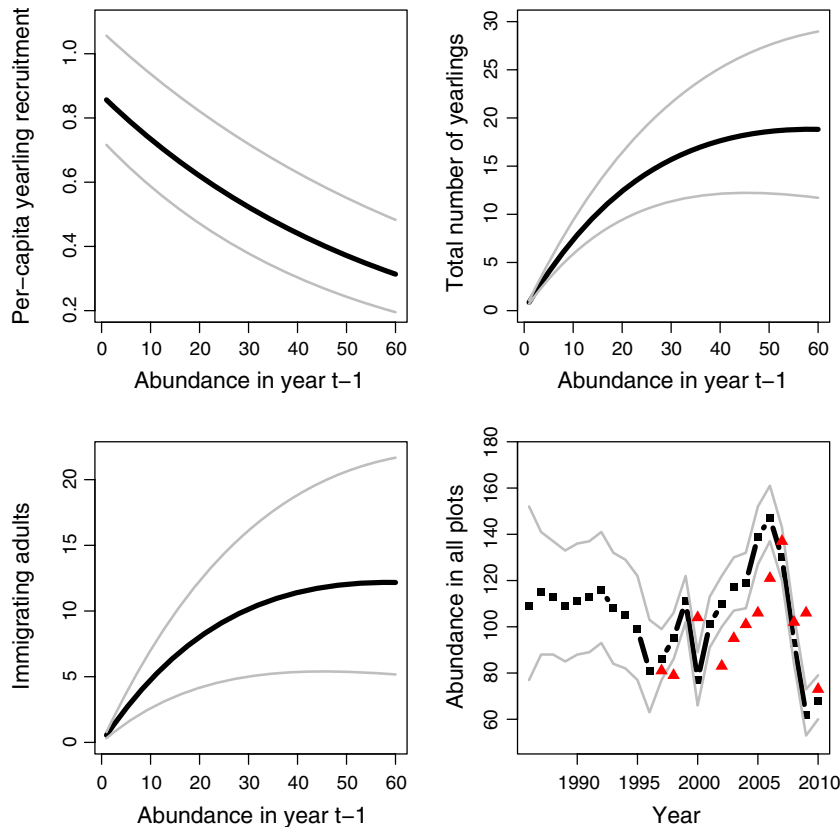 Per−capita yearling recruitment
0.2 0.4 0.6 0.8 1.0
0 10 20 30 40 50 60
Abundance in year t−1
Total number of yearlings
0 5 10 15 20 25 30
0 10 20 30 40 50 60
Abundance in year t−1
Immigrating adults
0 5 10 15 20
0 10 20 30 40 50 60
Abundance in year t−1
Abundance in all plots
60 80 100 120 140 160 180
1990 1995 2000 2005 2010
Year